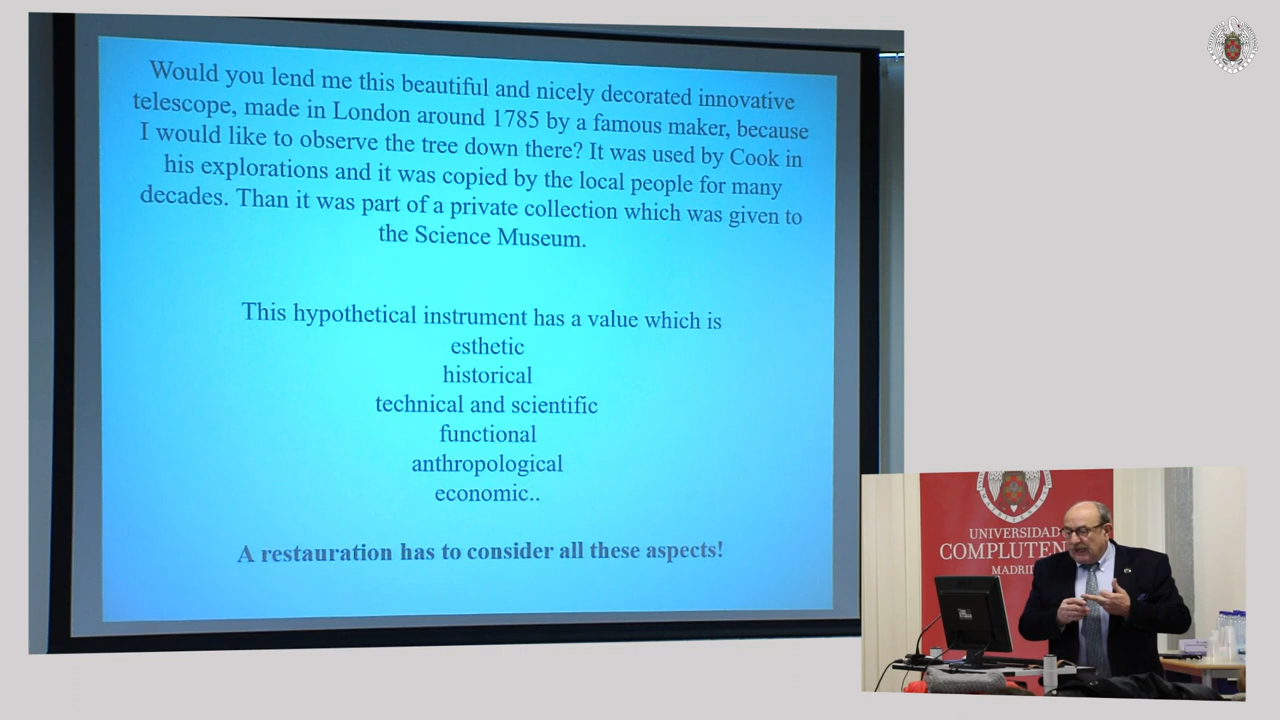 Would you lend me this beautiful and nicely decorated innovative
telescope, made in London around 1785 by a famous maker, because
I would like to observe the tree down there? It was used by Cook in
his explorations and it was copied by the local people for many
decades. Than it was part of a private collection which was given to
the Science Museum.
This hypothetical instrument has a value which is
esthetic
historical
technical and scientific
functional
anthropological
economic..
A restauration has to consider all these aspects!
UNIVERSIDAD
COMPLUTEN
MADRID